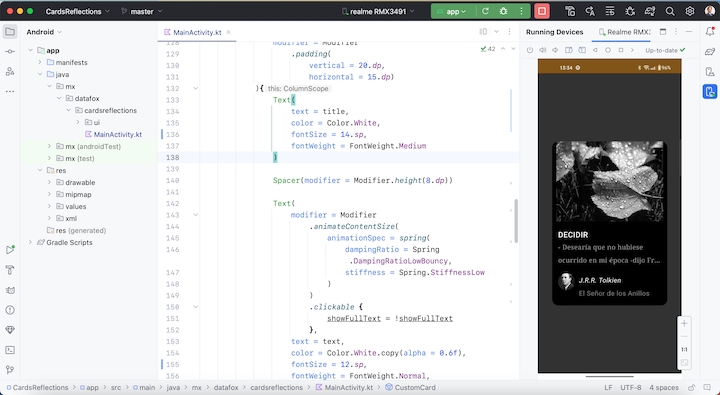 CardsReflections
master
realme RMX3491
app
Android
app
manifests
java
mx
datafox
cardsreflections
ui
MainActivity.kt
mx (androidTest)
mx (test)
res
drawable
mipmap
values
xml
res (generated)
Gradle Scripts
MainActivity.kt
42
128 modifier = Modifier
129 .padding(
130 vertical = 20.dp,
131 horizontal = 15.dp)
132 ){ this: ColumnScope
133 Text(
134 text = title,
135 color = Color.White,
136 fontSize = 14.sp,
137 fontWeight = FontWeight.Medium
138 )
139
140 Spacer(modifier = Modifier.height(8.dp))
141
142 Text(
143 modifier = Modifier
144 .animateContentSize(
145 animationSpec = spring(
146 dampingRatio = Spring
.DampingRatioLowBouncy,
147 stiffness = Spring.StiffnessLow
148 )
149 )
150 .clickable {
151 showFullText = !showFullText
152 },
153 text = text,
154 color = Color.White.copy(alpha = 0.6f),
155 fontSize = 12.sp,
156 fontWeight = FontWeight.Normal,
Running Devices
Realme RMX
Up-to-date
13:34
96%
DECIDIR
- Desearía que no hubiese
ocurrido en mi época -dijo Fr...
J.R.R. Tolkien
El Señor de los Anillos
1:1
CardsReflections > app > src > main > java > mx > datafox > cardsreflections > MainActivity.kt > CustomCard
LF UTF-8 4 spaces